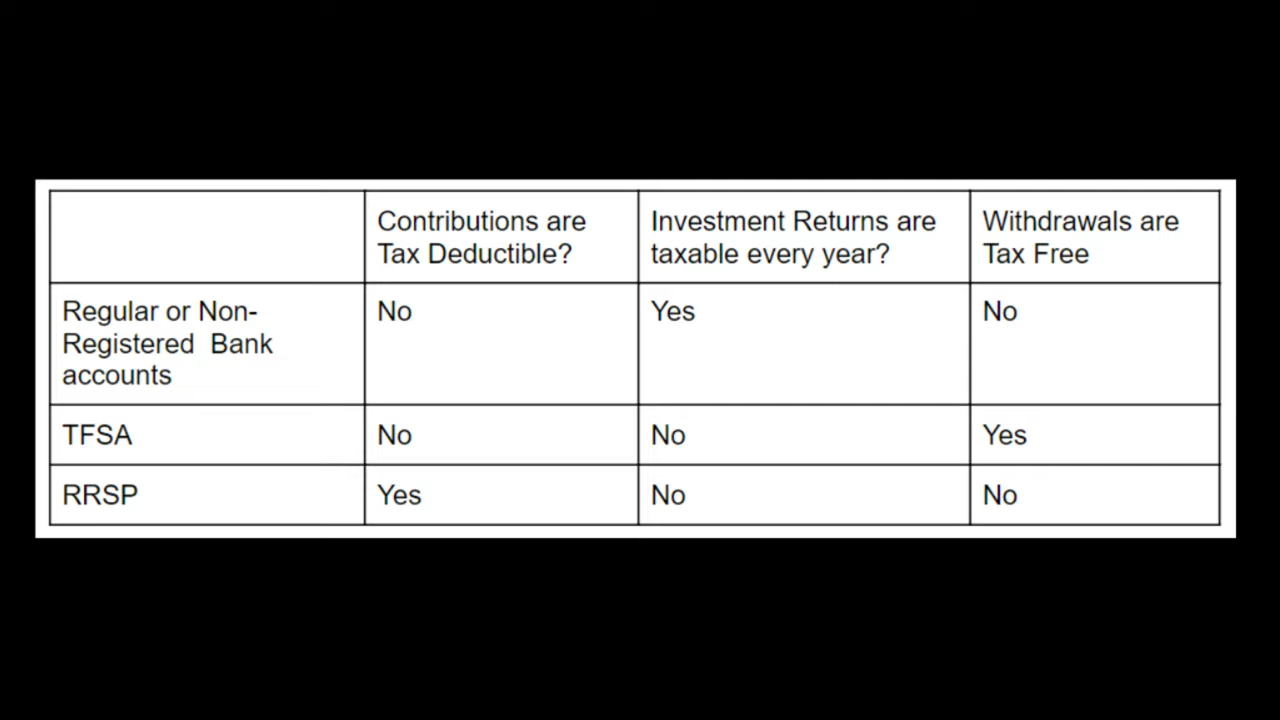 Contributions are
Tax Deductible?
Investment Returns are
taxable every year?
Withdrawals are
Tax Free
Regular or Non-
Registered  Bank
accounts
No
Yes
No
TFSA
No
No
Yes
RRSP
Yes
No
No